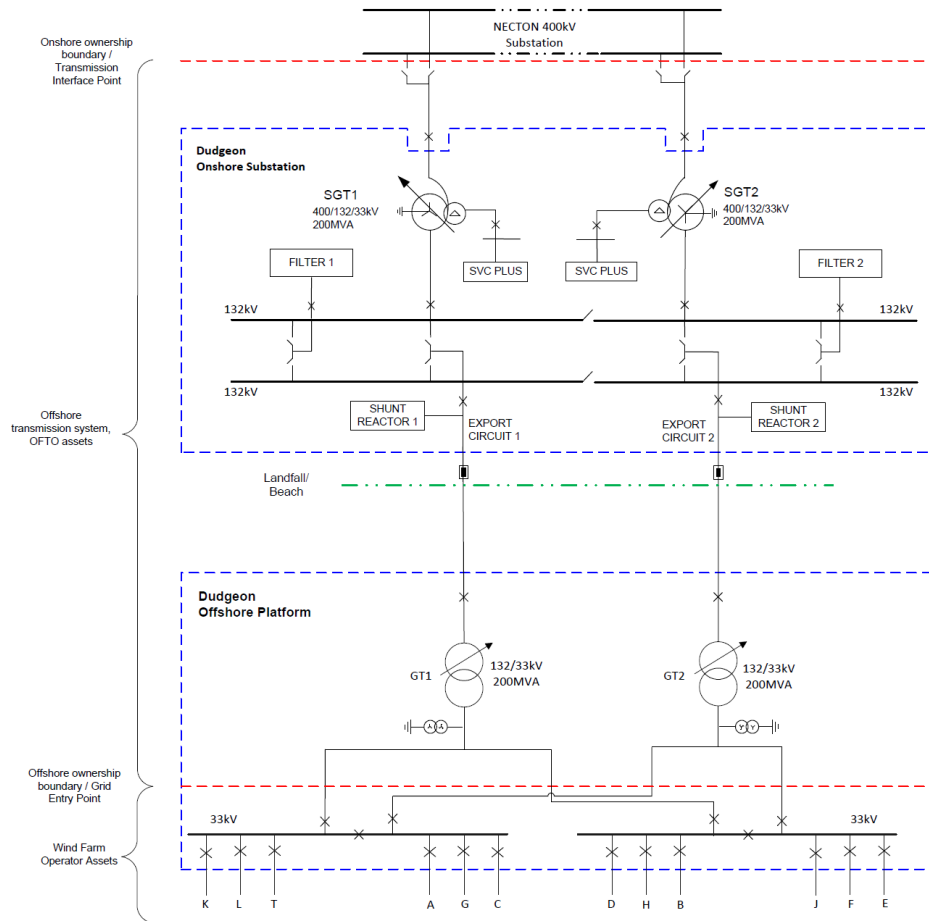 NECTON 400kV
Substation
Onshore ownership
boundary /
Transmission
Interface Point
Dudgeon
Onshore Substation
SGT1
400/132/33kV
200MVA
SGT2
400/132/33kV
200MVA
FILTER 1
SVC PLUS
SVC PLUS
FILTER 2
132kV
132kV
132kV
132kV
SHUNT
REACTOR 1
EXPORT
CIRCUIT 1
EXPORT
CIRCUIT 2
SHUNT
REACTOR 2
Offshore
transmission system,
OFTO assets
Landfall/
Beach
Dudgeon
Offshore Platform
GT1
132/33kV
200MVA
GT2
132/33kV
200MVA
Offshore ownership
boundary / Grid
Entry Point
33kV
33kV
Wind Farm
Operator Assets
K L T A G C D H B J F E